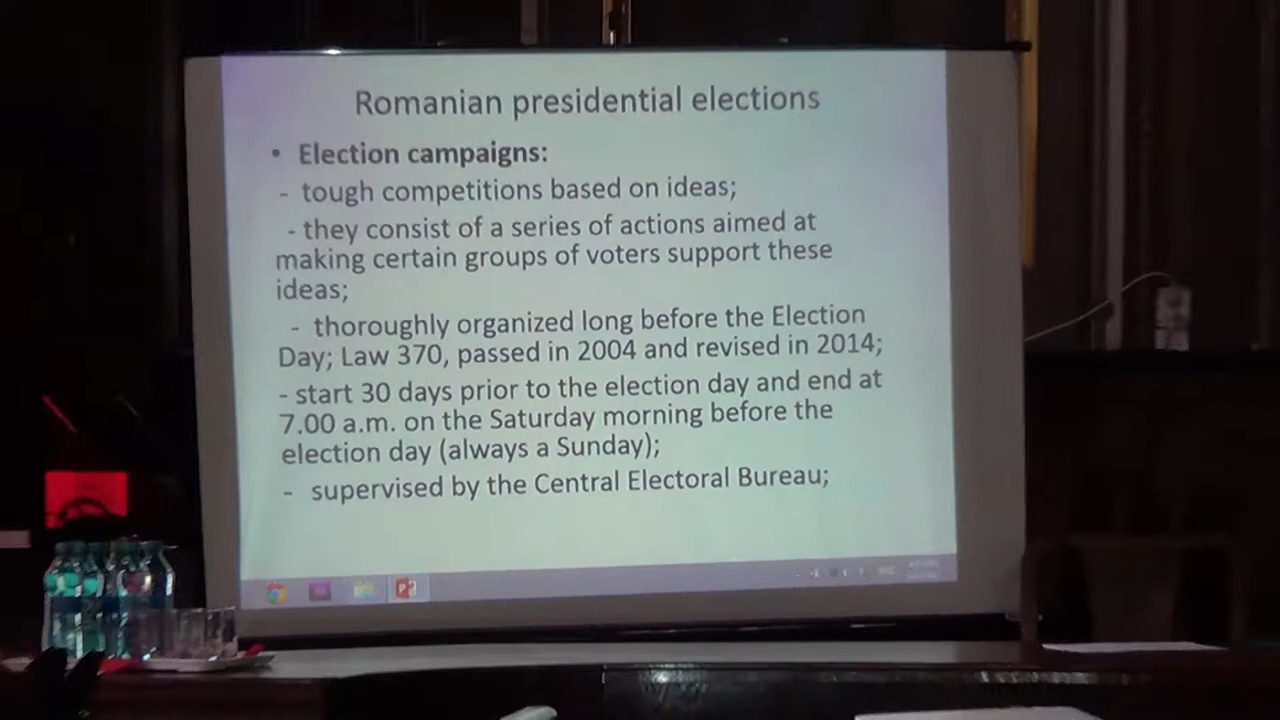 Romanian presidential elections
• Election campaigns:
- tough competitions based on ideas;
- they consist of a series of actions aimed at
making certain groups of voters support these
ideas;
- thoroughly organized long before the Election
Day; Law 370, passed in 2004 and revised in 2014;
- start 30 days prior to the election day and end at
7.00 a.m. on the Saturday morning before the
election day (always a Sunday);
- supervised by the Central Electoral Bureau;